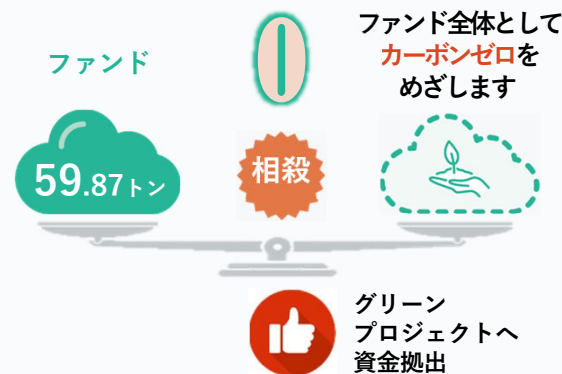 ファンド
ファンド全体として
カーボンゼロを
めざします
59.87トン
相殺
グリーン
プロジェクトへ
資金拠出